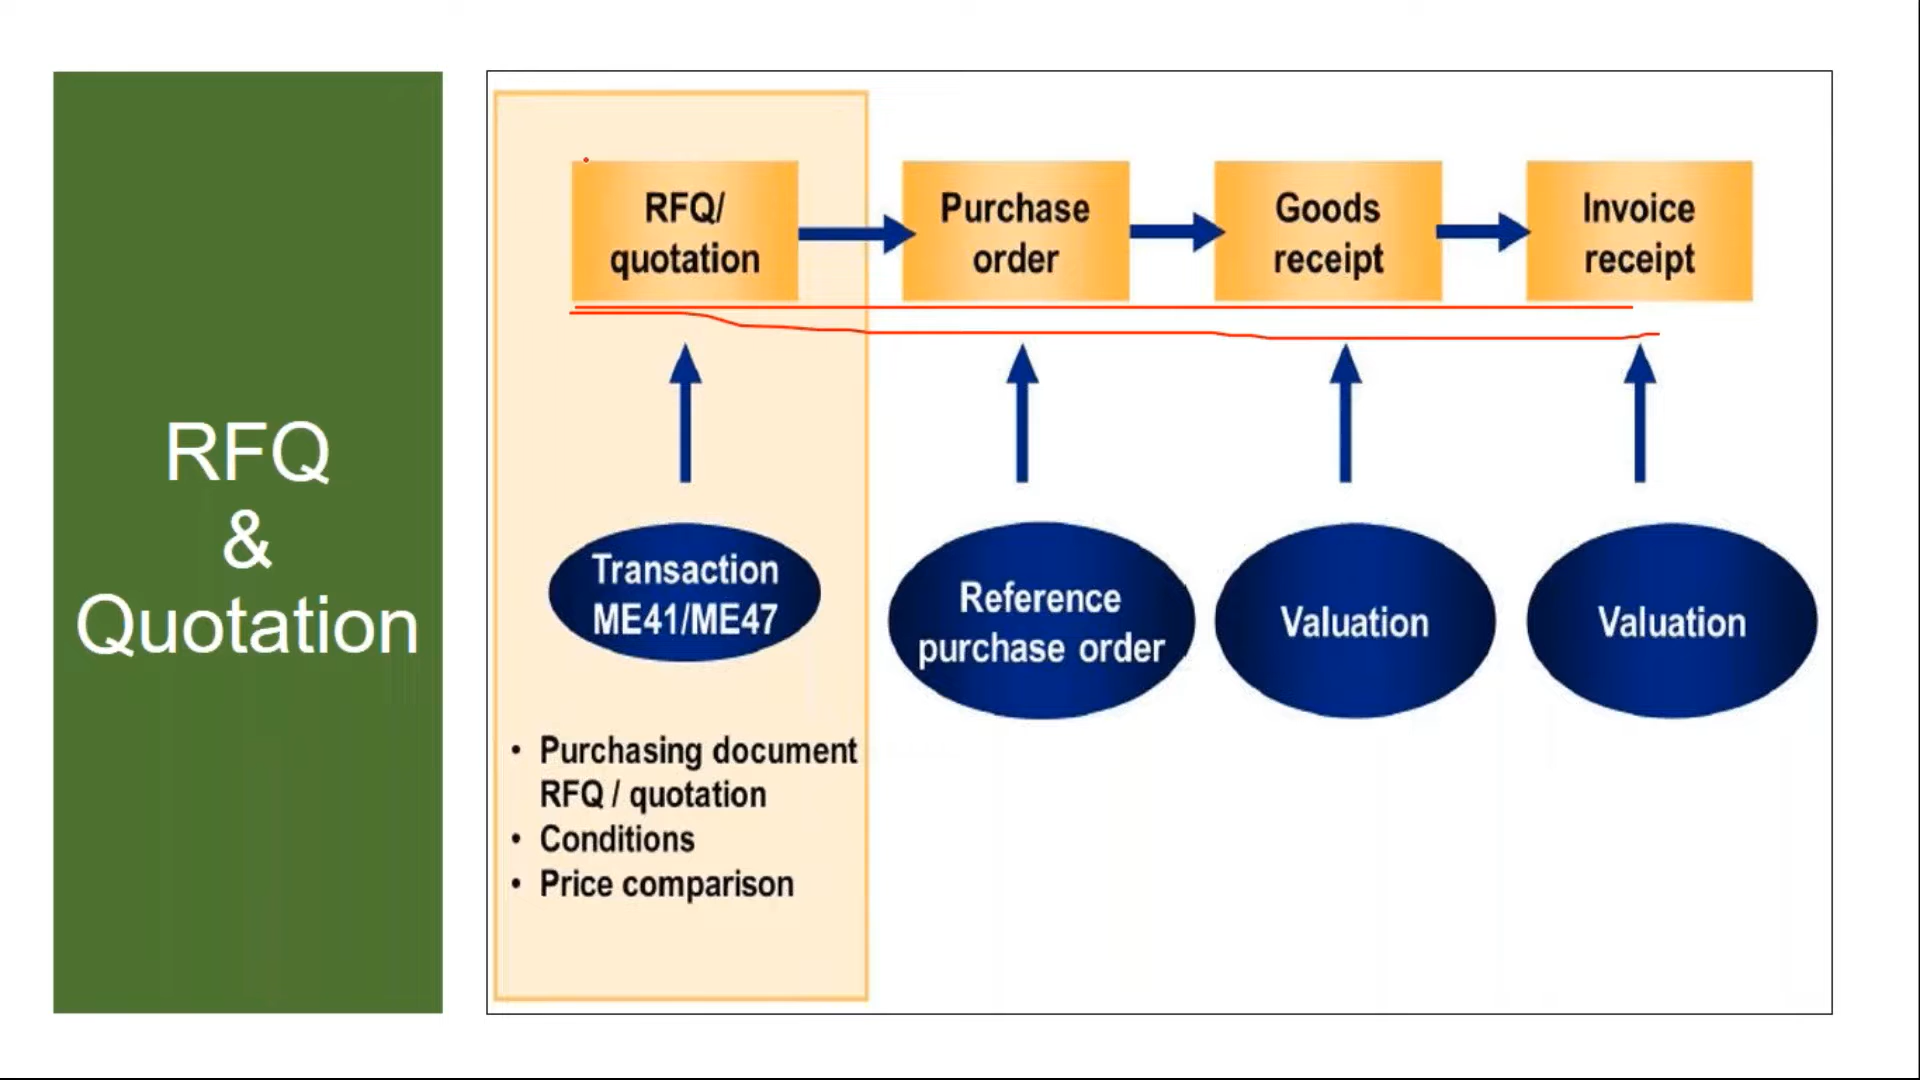 RFQ
&
Quotation
RFQ/
quotation
Purchase
order
Goods
receipt
Invoice
receipt
Transaction
ME41/ME47
Reference
purchase order
Valuation
Valuation
• Purchasing document
RFQ / quotation
• Conditions
• Price comparison